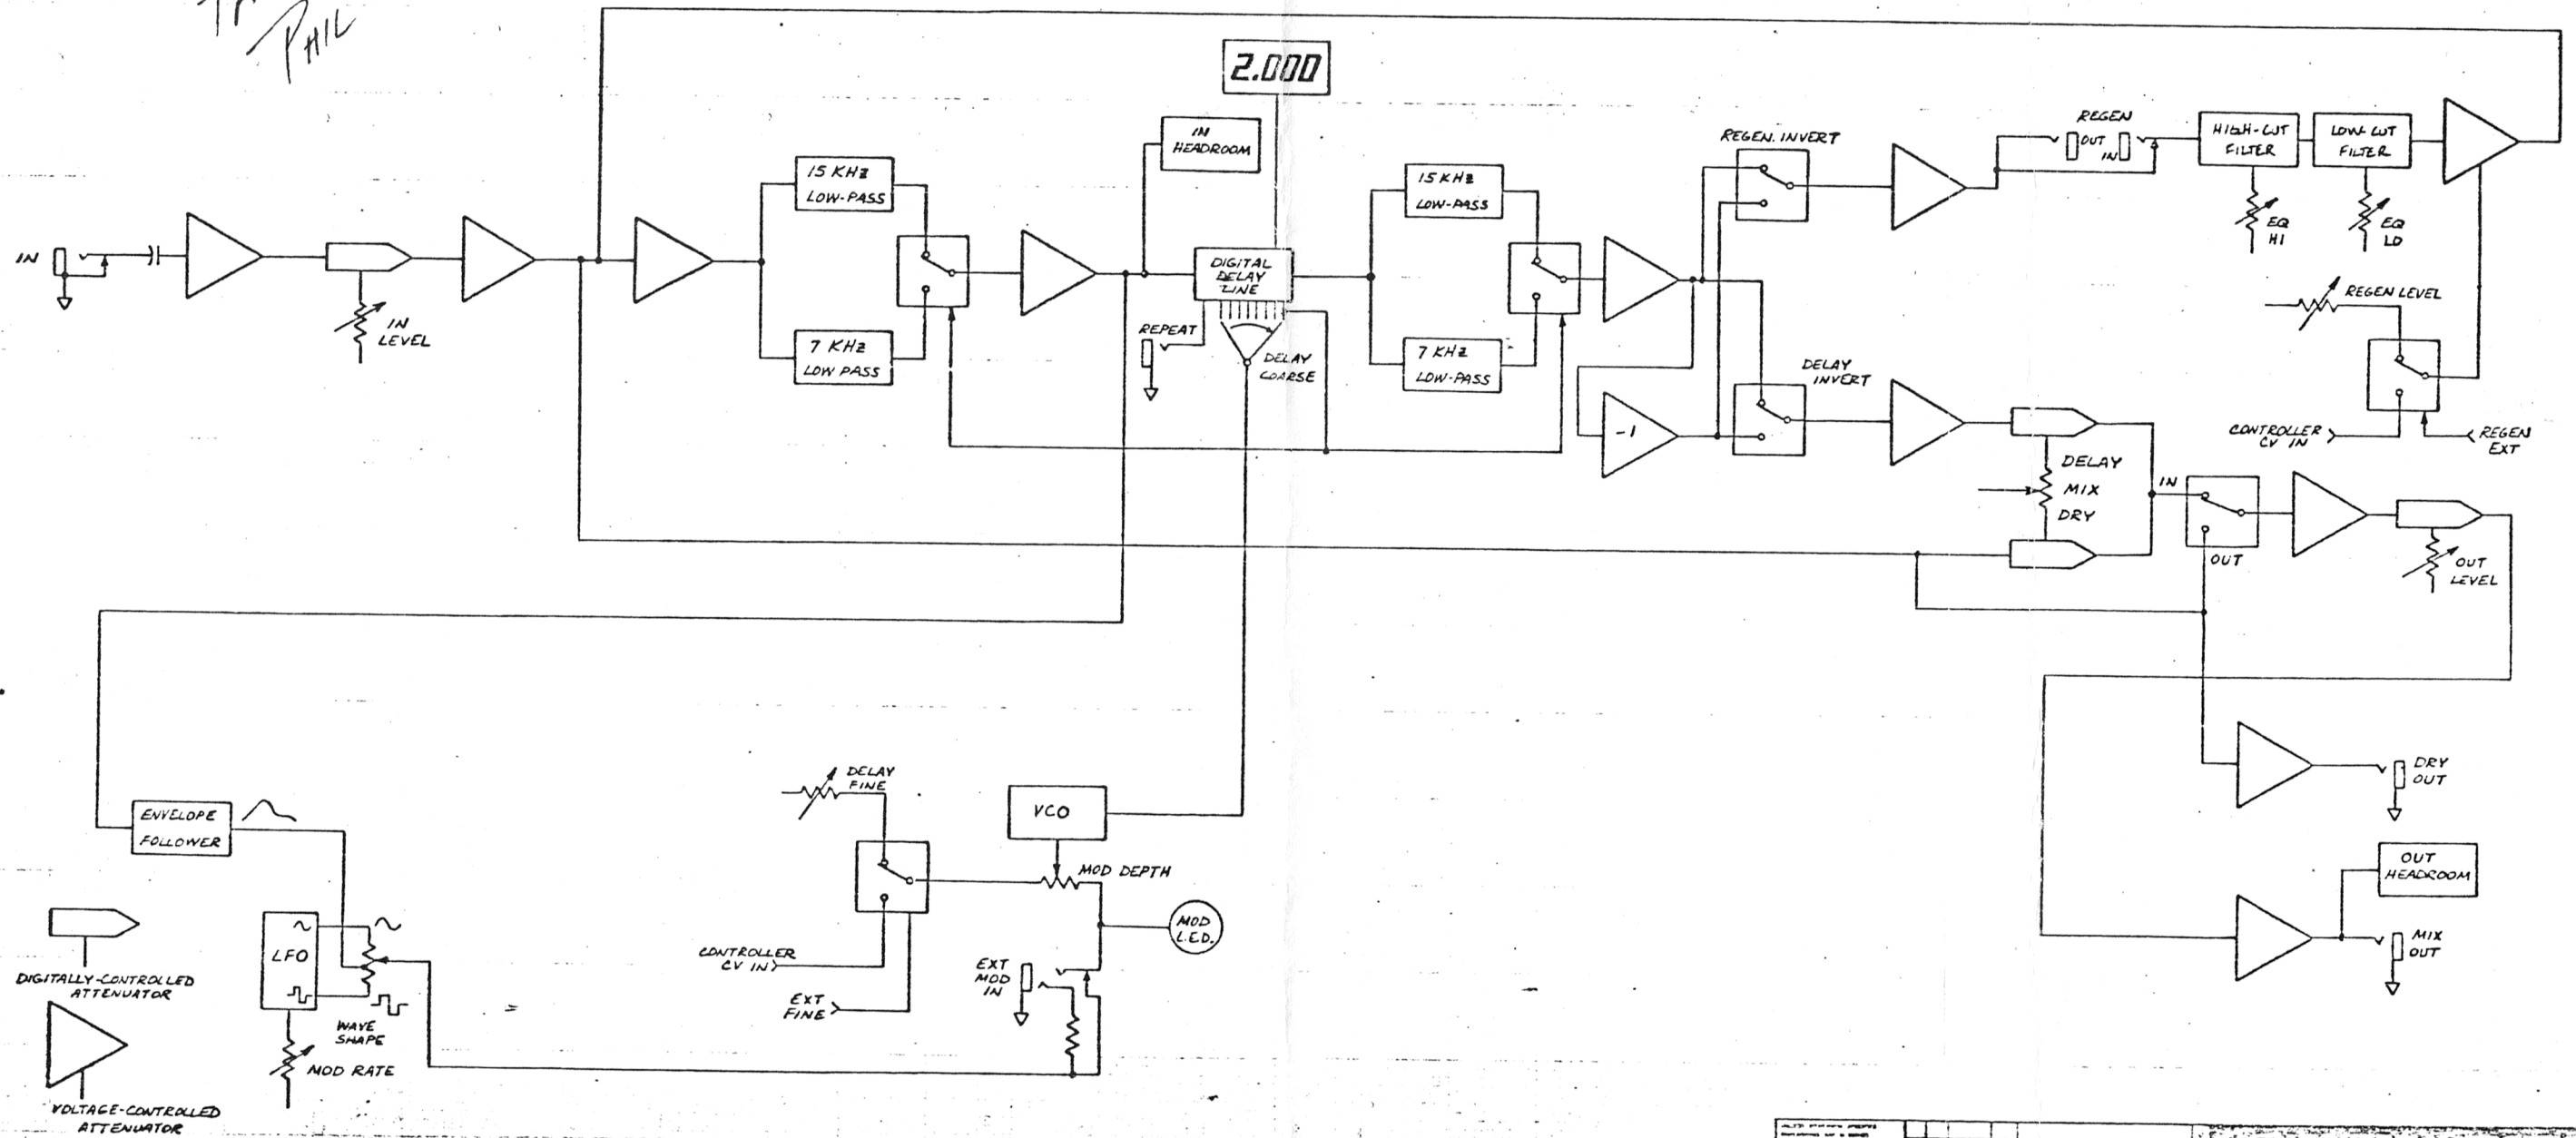 PHIL
2.000
IN
HEADROOM
REGEN. INVERT
REGEN
OUT
IN
HIGH-CUT
FILTER
LOW-CUT
FILTER
EQ
HI
EQ
LO
15 KHz
LOW-PASS
15 KHz
LOW-PASS
IN
IN
LEVEL
DIGITAL
DELAY
LINE
REPEAT
DELAY
COARSE
7 KHz
LOW PASS
7 KHz
LOW-PASS
REGEN LEVEL
DELAY
INVERT
-1
CONTROLLER
CV IN
REGEN
EXT
DELAY
MIX
DRY
IN
OUT
OUT
LEVEL
DRY
OUT
OUT
HEADROOM
MIX
OUT
ENVELOPE
FOLLOWER
DELAY
FINE
VCO
MOD DEPTH
MOD
L.E.D.
CONTROLLER
CV IN
EXT
FINE
EXT
MOD
IN
LFO
WAVE
SHAPE
MOD RATE
DIGITALLY-CONTROLLED
ATTENUATOR
VOLTAGE-CONTROLLED
ATTENUATOR